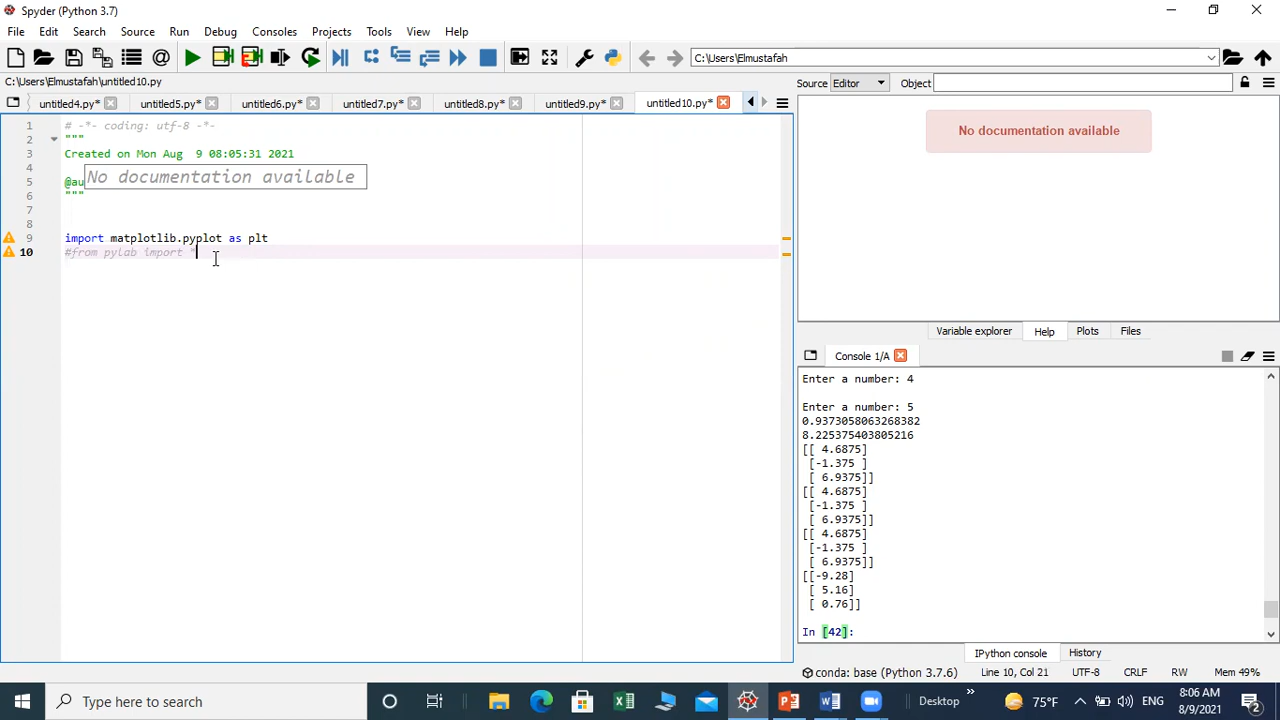 Spyder (Python 3.7)
File Edit Search Source Run Debug Consoles Projects Tools View Help
C:\Users\Elmustafah
C:\Users\Elmustafah\untitled10.py
Source Editor Object
untitled4.py* untitled5.py* untitled6.py* untitled7.py* untitled8.py* untitled9.py* untitled10.py*
1 # -*- coding: utf-8 -*-
2 """
3 Created on Mon Aug  9 08:05:31 2021
4
5 @au
6 """
7
8
9 import matplotlib.pyplot as plt
10 #from pylab import *
No documentation available
No documentation available
Variable explorer Help Plots Files
Console 1/A
Enter a number: 4
Enter a number: 5
0.9373058063268382
8.225375403805216
[[ 4.6875]
[-1.375 ]
[ 6.9375]]
[[ 4.6875]
[-1.375 ]
[ 6.9375]]
[[ 4.6875]
[-1.375 ]
[ 6.9375]]
[[-9.28]
[ 5.16]
[ 0.76]]
In [42]:
IPython console History
conda: base (Python 3.7.6) Line 10, Col 21 UTF-8 CRLF RW Mem 49%
Type here to search
Desktop » 75°F ENG
8:06 AM
8/9/2021
2